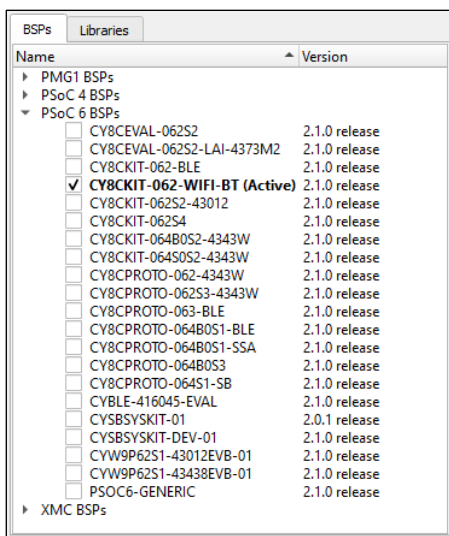 BSPs Libraries
Name Version
PMG1 BSPs
PSoC 4 BSPs
PSoC 6 BSPs
CY8CEVAL-062S2 2.1.0 release
CY8CEVAL-062S2-LAI-4373M2 2.1.0 release
CY8CKIT-062-BLE 2.1.0 release
CY8CKIT-062-WIFI-BT (Active) 2.1.0 release
CY8CKIT-062S2-43012 2.1.0 release
CY8CKIT-062S4 2.1.0 release
CY8CKIT-064B0S2-4343W 2.1.0 release
CY8CKIT-064S0S2-4343W 2.1.0 release
CY8CPROTO-062-4343W 2.1.0 release
CY8CPROTO-062S3-4343W 2.1.0 release
CY8CPROTO-063-BLE 2.1.0 release
CY8CPROTO-064B0S1-BLE 2.1.0 release
CY8CPROTO-064B0S1-SSA 2.1.0 release
CY8CPROTO-064B0S3 2.1.0 release
CY8CPROTO-064S1-SB 2.1.0 release
CYBLE-416045-EVAL 2.1.0 release
CYSBSYSKIT-01 2.0.1 release
CYSBSYSKIT-DEV-01 2.1.0 release
CYW9P62S1-43012EVB-01 2.1.0 release
CYW9P62S1-43438EVB-01 2.1.0 release
PSOC6-GENERIC 2.1.0 release
XMC BSPs